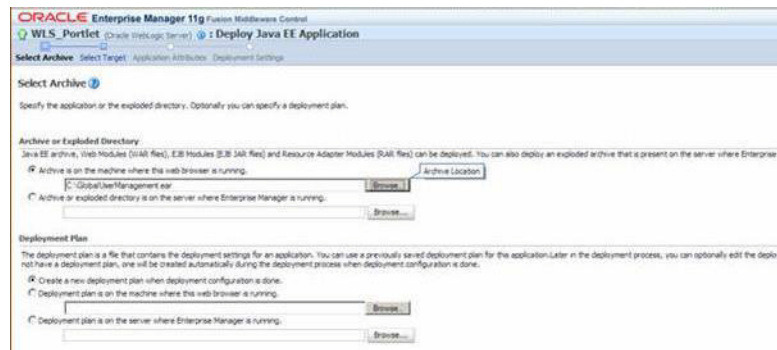 ORACLE Enterprise Manager 11g Fusion Middleware Control
WLS_Portlet (Oracle WebLogic Server) : Deploy Java EE Application
Select Archive Select Target Application Attributes Deployment Settings
Select Archive
Specify the application or the exploded directory. Optionally you can specify a deployment plan.
Archive or Exploded Directory
Java EE archive, Web Modules (WAR files), EJB Modules (EJB JAR files) and Resource Adapter Modules (RAR files) can be deployed. You can also deploy an exploded archive that is present on the server where Enterprise
Archive is on the machine where this web browser is running.
C:\GlobalUserManagement.ear Browse... Archive Location
Archive or exploded directory is on the server where Enterprise Manager is running.
Browse...
Deployment Plan
The deployment plan is a file that contains the deployment settings for an application. You can use a previously saved deployment plan for this application.Later in the deployment process, you can optionally edit the deplo
not have a deployment plan, one will be created automatically during the deployment process when deployment configuration is done.
Create a new deployment plan when deployment configuration is done.
Deployment plan is on the machine where this web browser is running.
Browse...
Deployment plan is on the server where Enterprise Manager is running.
Browse...